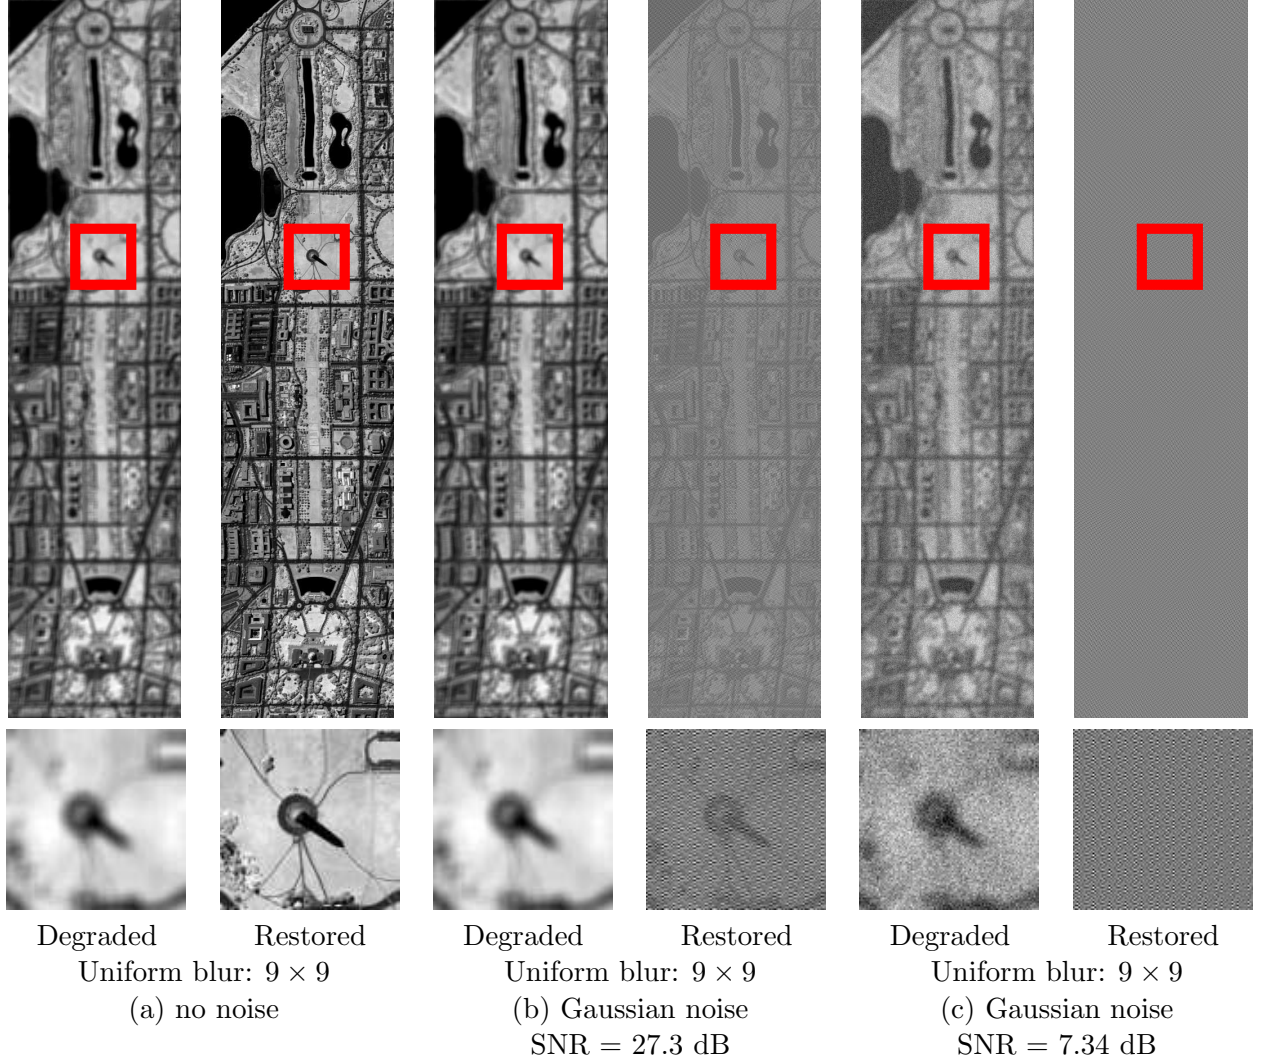 Degraded Restored Degraded Restored Degraded Restored
Uniform blur: 9 × 9 Uniform blur: 9 × 9 Uniform blur: 9 × 9
(a) no noise (b) Gaussian noise (c) Gaussian noise
SNR = 27.3 dB SNR = 7.34 dB